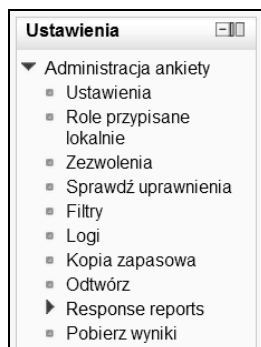 Ustawienia
Administracja ankiety
Ustawienia
Role przypisane
lokalnie
Zezwolenia
Sprawdź uprawnienia
Filtry
Logi
Kopia zapasowa
Odtwórz
Response reports
Pobierz wyniki